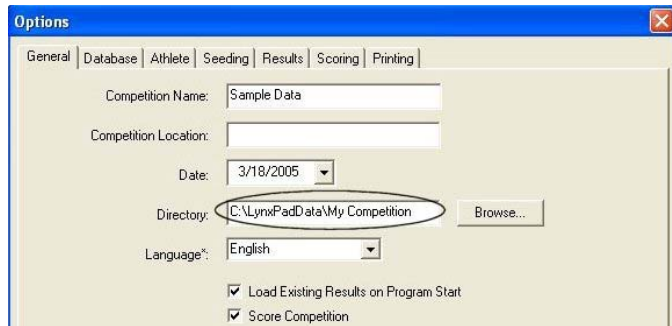 Options
General Database Athlete Seeding Results Scoring Printing
Competition Name: Sample Data
Competition Location:
Date: 3/18/2005
Directory: C:\LynxPadData\My Competition Browse...
Language*: English
Load Existing Results on Program Start
Score Competition